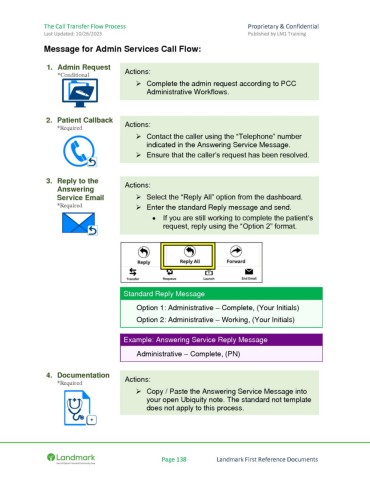 The Call Transfer Flow Process
Proprietary & Confidential
Last Updated: 10/26/2023
Published by LM1 Training
Message for Admin Services Call Flow:
1. Admin Request
*Conditional
Actions:
➢ Complete the admin request according to PCC
Administrative Workflows.
2. Patient Callback
*Required
Actions:
➢ Contact the caller using the “Telephone” number
indicated in the Answering Service Message.
➢ Ensure that the caller’s request has been resolved.
3. Reply to the
Answering
Service Email
*Required
Actions:
➢ Select the “Reply All” option from the dashboard.
➢ Enter the standard Reply message and send.
• If you are still working to complete the patient’s
request, reply using the “Option 2” format.
Reply
Reply All
Forward
Transfer
Response
Launch
End Email
Standard Reply Message
Option 1: Administrative – Complete, (Your Initials)
Option 2: Administrative – Working, (Your Initials)
Example: Answering Service Reply Message
Administrative – Complete, (PN)
4. Documentation
*Required
Actions:
➢ Copy / Paste the Answering Service Message into
your open Ubiquity note. The standard not template
does not apply to this process.
Landmark
Page 138
Landmark First Reference Documents